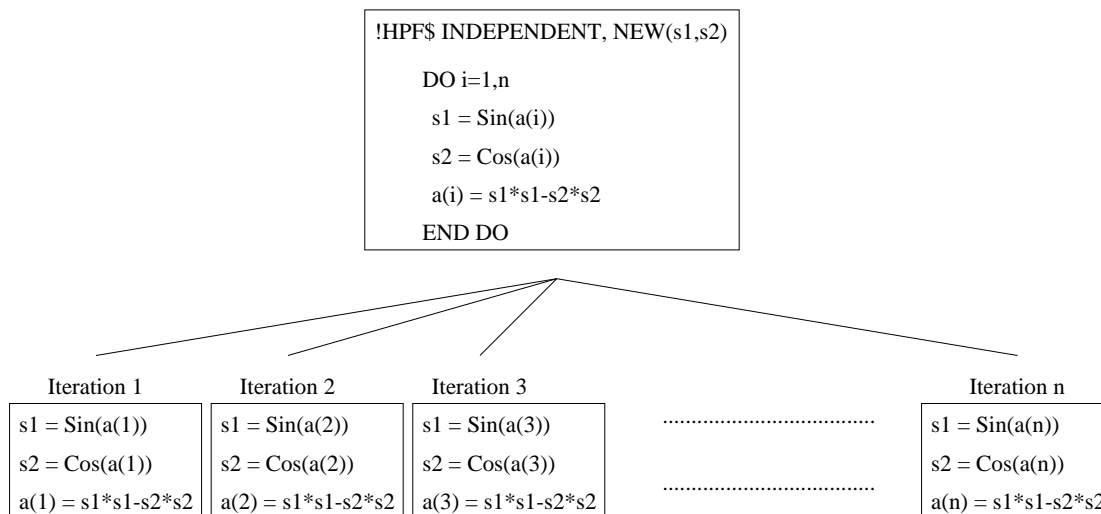 !HPF$ INDEPENDENT, NEW(s1,s2)
DO i=1,n
s1 = Sin(a(i))
s2 = Cos(a(i))
a(i) = s1*s1-s2*s2
END DO
Iteration 1
s1 = Sin(a(1))
s2 = Cos(a(1))
a(1) = s1*s1-s2*s2
Iteration 2
s1 = Sin(a(2))
s2 = Cos(a(2))
a(2) = s1*s1-s2*s2
Iteration 3
s1 = Sin(a(3))
s2 = Cos(a(3))
a(3) = s1*s1-s2*s2
......................................
......................................
Iteration n
s1 = Sin(a(n))
s2 = Cos(a(n))
a(n) = s1*s1-s2*s2